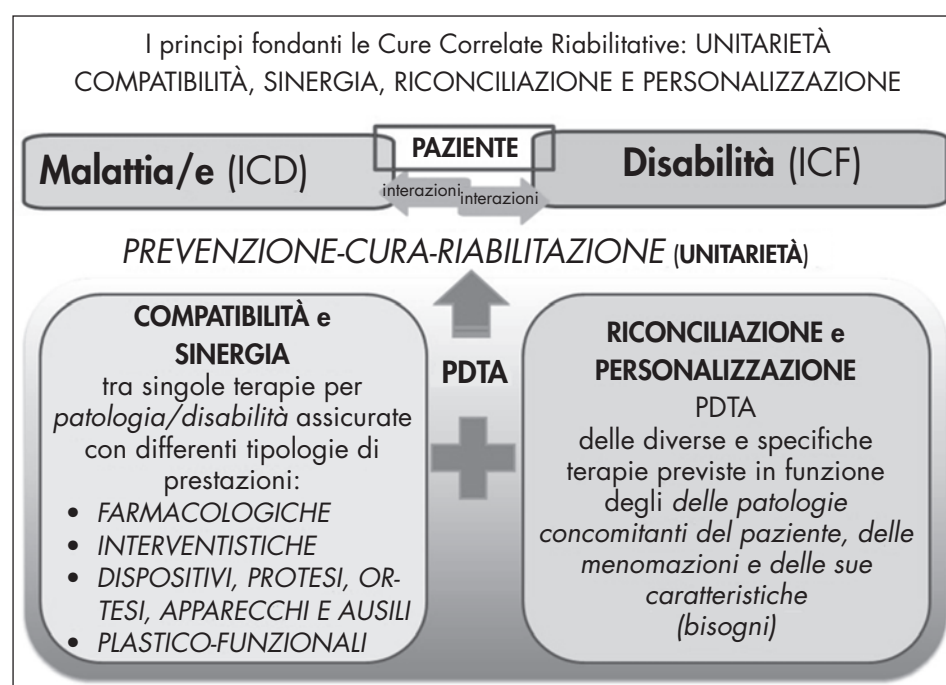 I principi fondanti le Cure Correlate Riabilitative: UNITARIETÀ
COMPATIBILITÀ, SINERGIA, RICONCILIAZIONE E PERSONALIZZAZIONE
Malattia/e (ICD)
PAZIENTE
interazioni
interazioni
Disabilità (ICF)
PREVENZIONE-CURA-RIABILITAZIONE (UNITARIETÀ)
COMPATIBILITÀ e
SINERGIA
tra singole terapie per
patologia/disabilità assicurate
con differenti tipologie di
prestazioni:
• FARMACOLOGICHE
• INTERVENTISTICHE
• DISPOSITIVI, PROTESI, OR-
TESI, APPARECCHI E AUSILI
• PLASTICO-FUNZIONALI
PDTA
RICONCILIAZIONE e
PERSONALIZZAZIONE
PDTA
delle diverse e specifiche
terapie previste in funzione
degli delle patologie
concomitanti del paziente, delle
menomazioni e delle sue
caratteristiche
(bisogni)